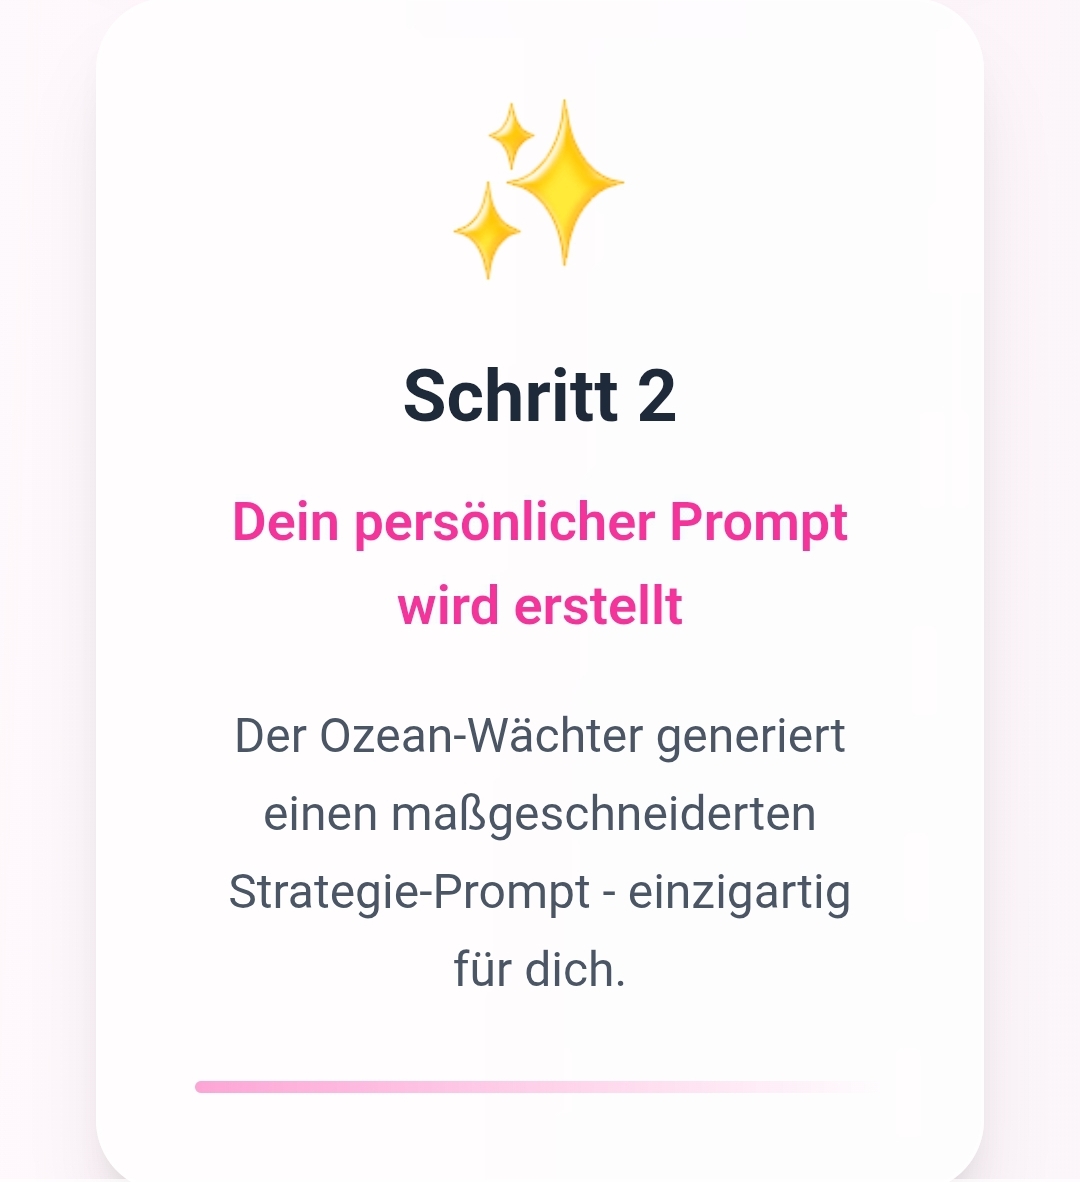 Schritt 2
Dein persönlicher Prompt
wird erstellt
Der Ozean-Wächter generiert
einen maßgeschneiderten
Strategie-Prompt - einzigartig
für dich.